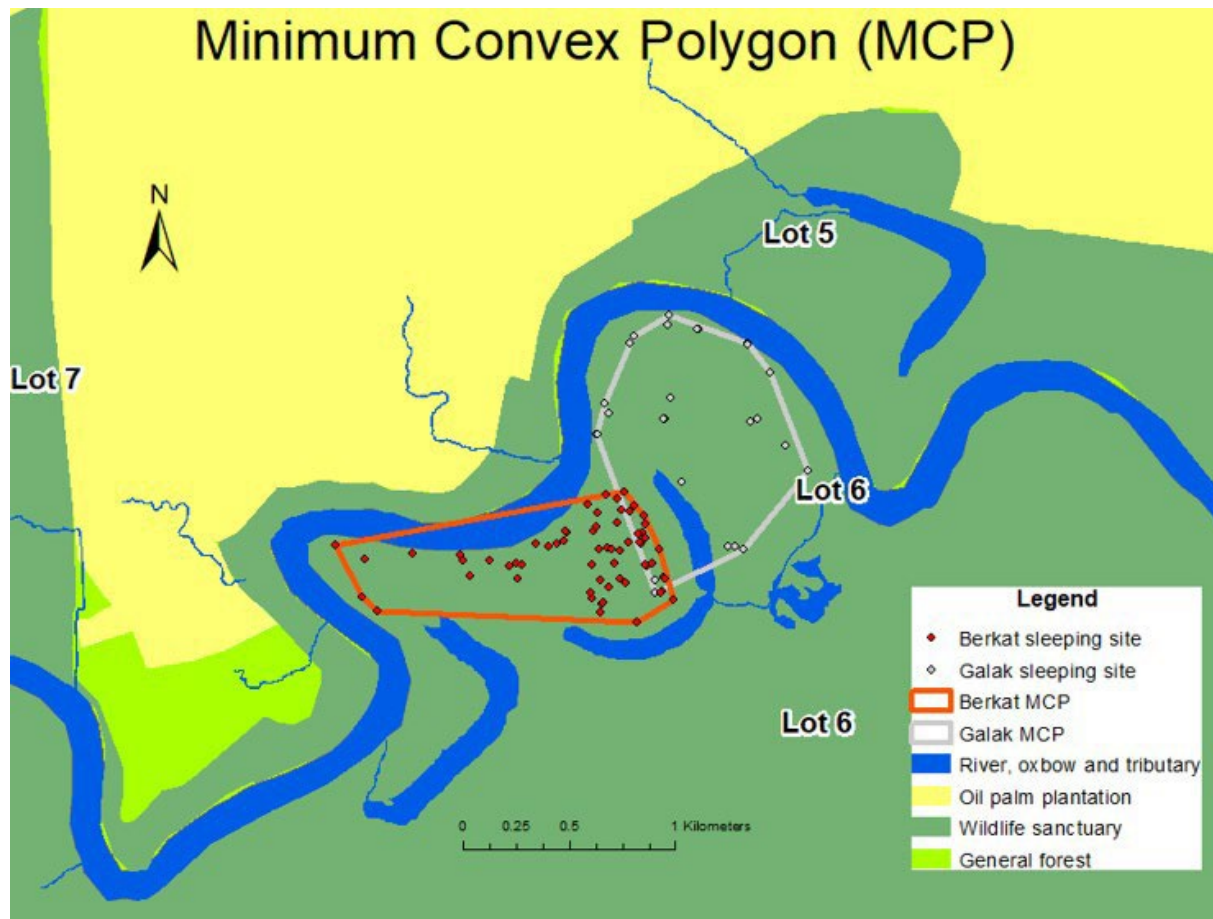 Minimum Convex Polygon (MCP)
N
Lot 5
Lot 7
Lot 6
Lot 6
0 0.25 0.5 1 Kilometers
Legend
Berkat sleeping site
Galak sleeping site
Berkat MCP
Galak MCP
River, oxbow and tributary
Oil palm plantation
Wildlife sanctuary
General forest